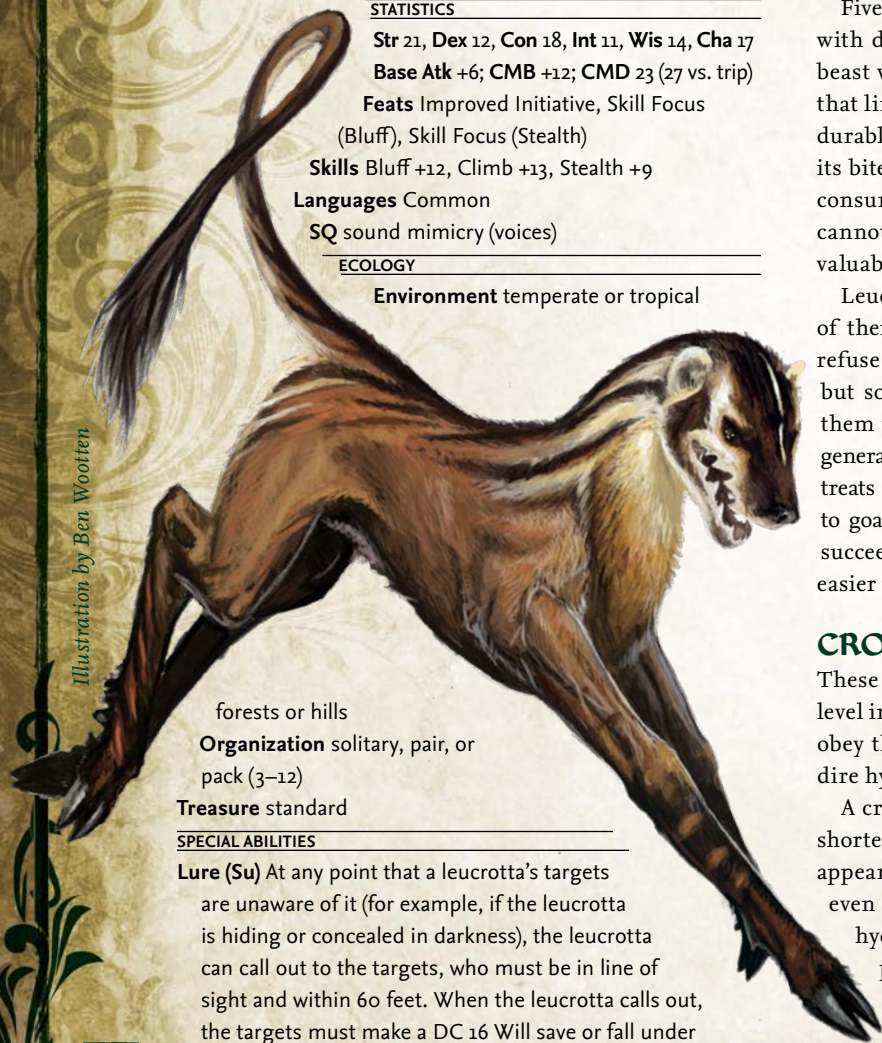 STATISTICS
Str 21, Dex 12, Con 18, Int 11, Wis 14, Cha 17
Base Atk +6; CMB +12; CMD 23 (27 vs. trip)
Feats Improved Initiative, Skill Focus
(Bluff), Skill Focus (Stealth)
Skills Bluff +12, Climb +13, Stealth +9
Languages Common
SQ sound mimicry (voices)
ECOLOGY
Environment temperate or tropical
forests or hills
Organization solitary, pair, or
pack (3–12)
Treasure standard
SPECIAL ABILITIES
Lure (Su) At any point that a leucrotta's targets
are unaware of it (for example, if the leucrotta
is hiding or concealed in darkness), the leucrotta
can call out to the targets, who must be in line of
sight and within 60 feet. When the leucrotta calls out,
the targets must make a DC 16 Will save or fall under
Illustration by Ben Wootten
Five
with d
beast w
that li
durabl
its bite
consu
canno
valuab
Leuc
of thei
refuse
but so
them
genera
treats
to goa
succee
easier
CRO
These
level in
obey th
dire hy
A cr
shorte
appear
even
hy